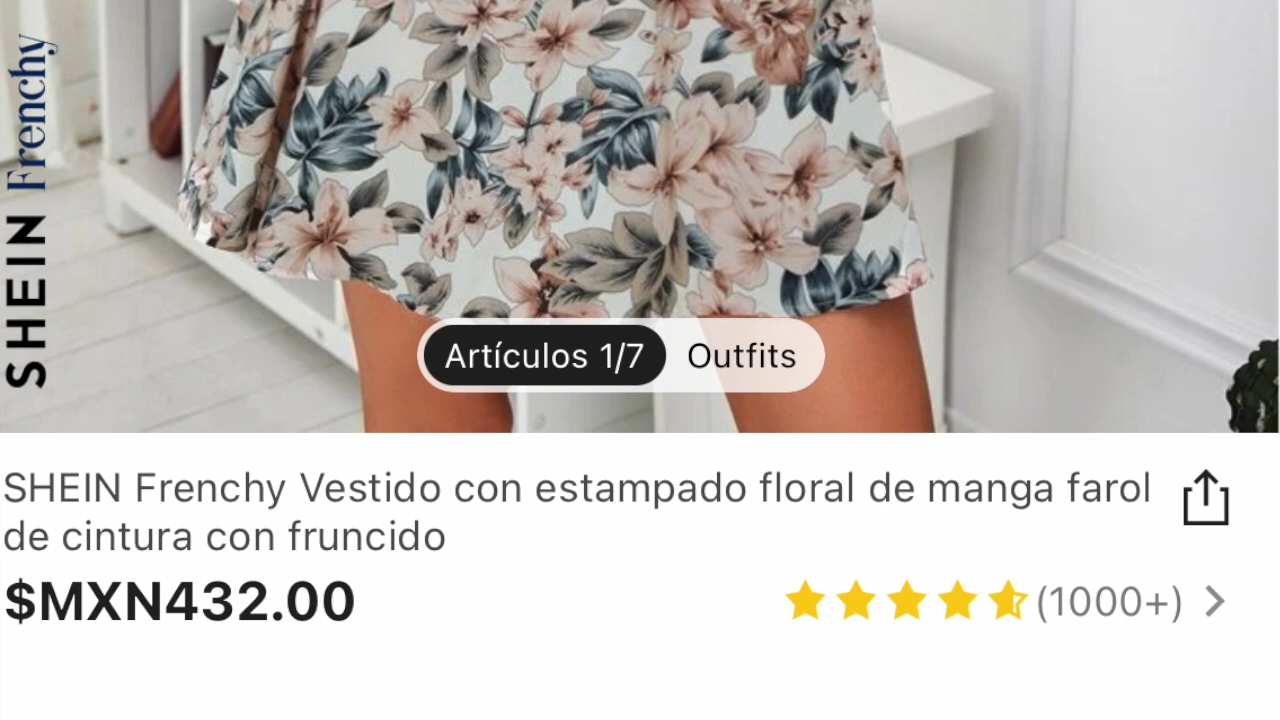 SHEIN Frenchy
Artículos 1/7 Outfits
SHEIN Frenchy Vestido con estampado floral de manga farol
de cintura con fruncido
$MXN432.00
(1000+)